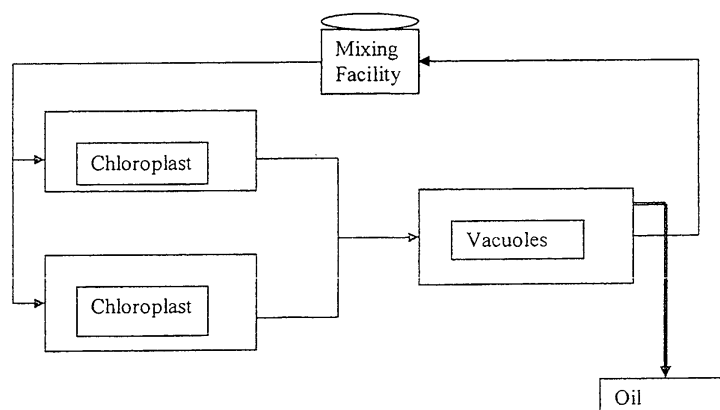 Mixing
Facility
Chloroplast
Vacuoles
Chloroplast
Oil